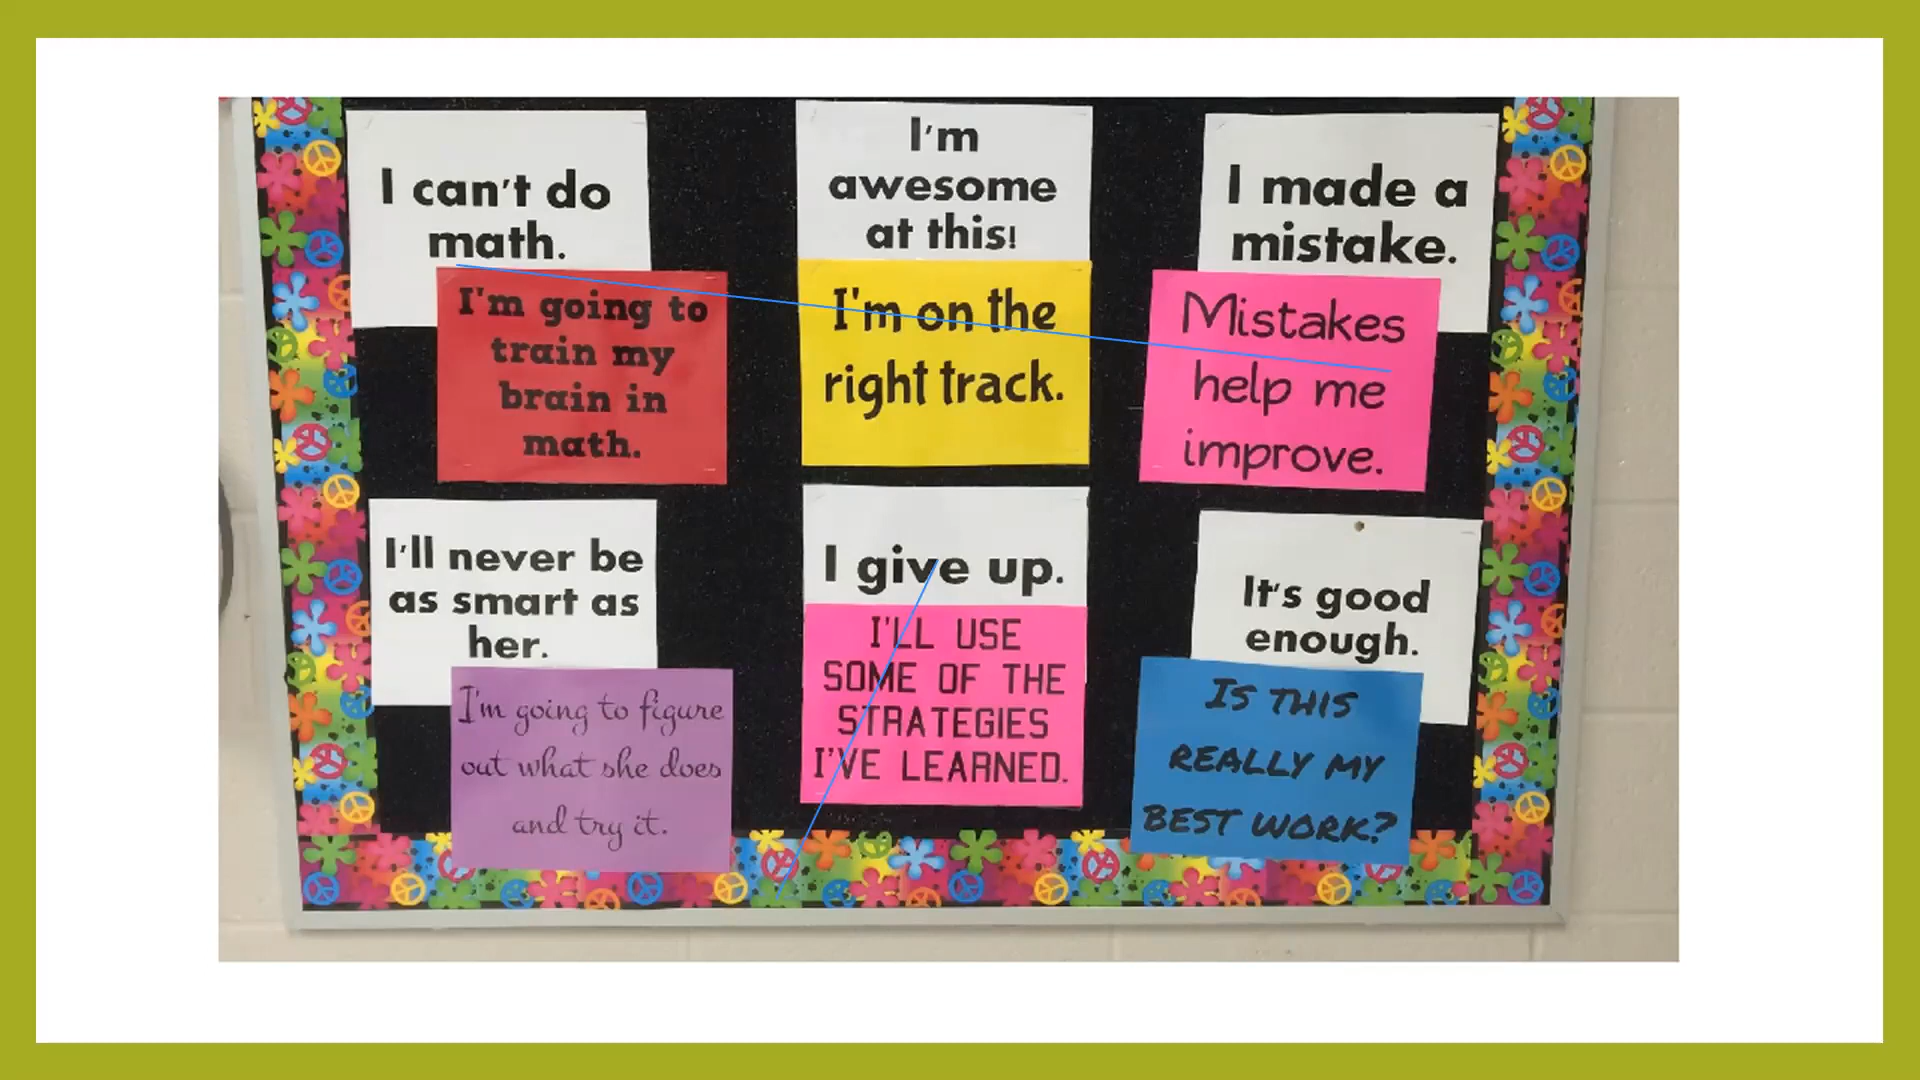 I can't do
math.
I'm going to
train my
brain in
math.
I'm
awesome
at this!
I'm on the
right track.
I made a
mistake.
Mistakes
help me
improve.
I'll never be
as smart as
her.
I'm going to figure
out what she does
and try it.
I give up.
I'LL USE
SOME OF THE
STRATEGIES
I'VE LEARNED.
It's good
enough.
IS THIS
REALLY MY
BEST WORK?